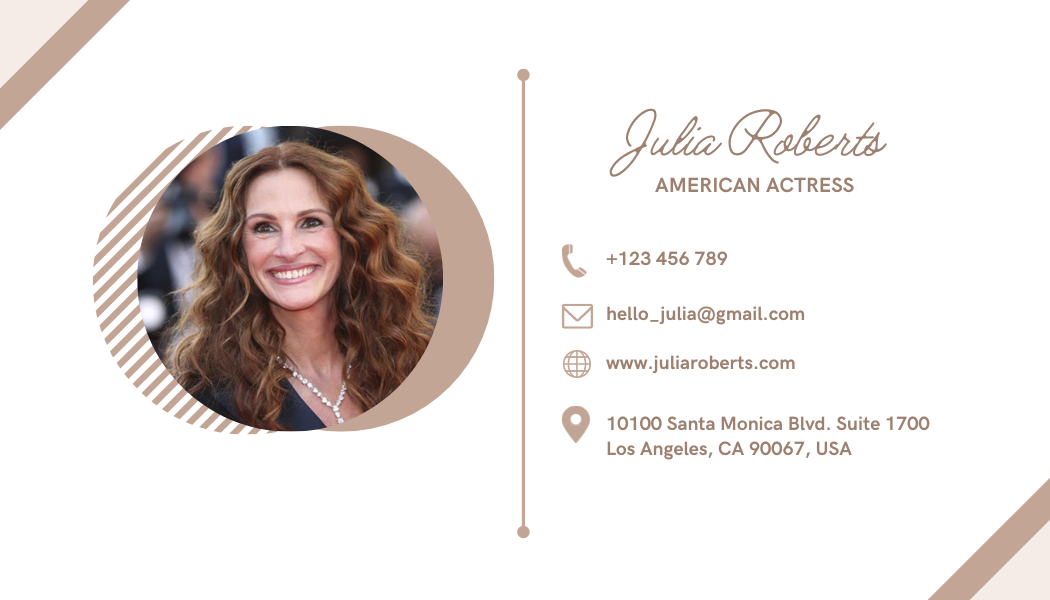 Julia Roberts
AMERICAN ACTRESS
+123 456 789
hello_julia@gmail.com
www.juliaroberts.com
10100 Santa Monica Blvd. Suite 1700
Los Angeles, CA 90067, USA